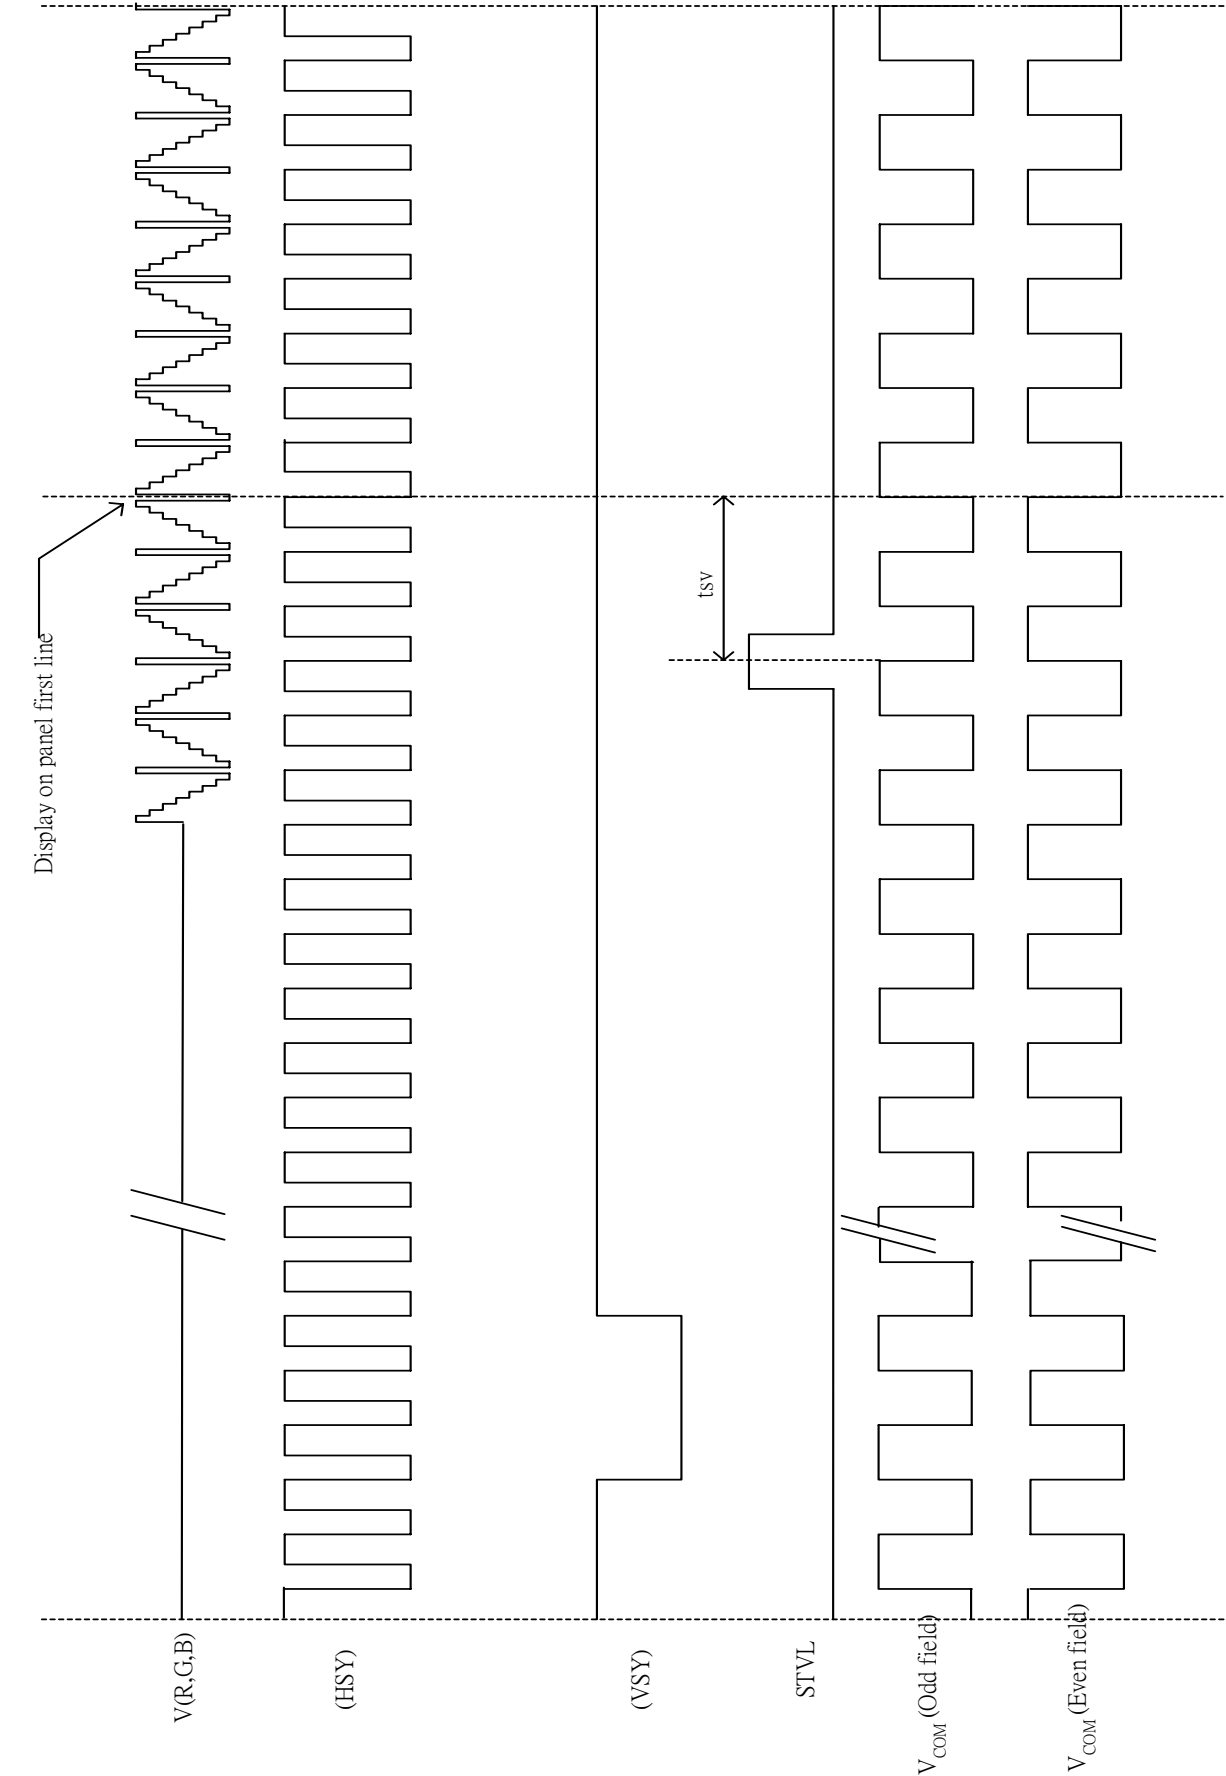 Display on panel first line
V(R,G,B)
(HSY)
(VSY)
tsv
STVL
VCOM (Odd field)
VCOM (Even field)